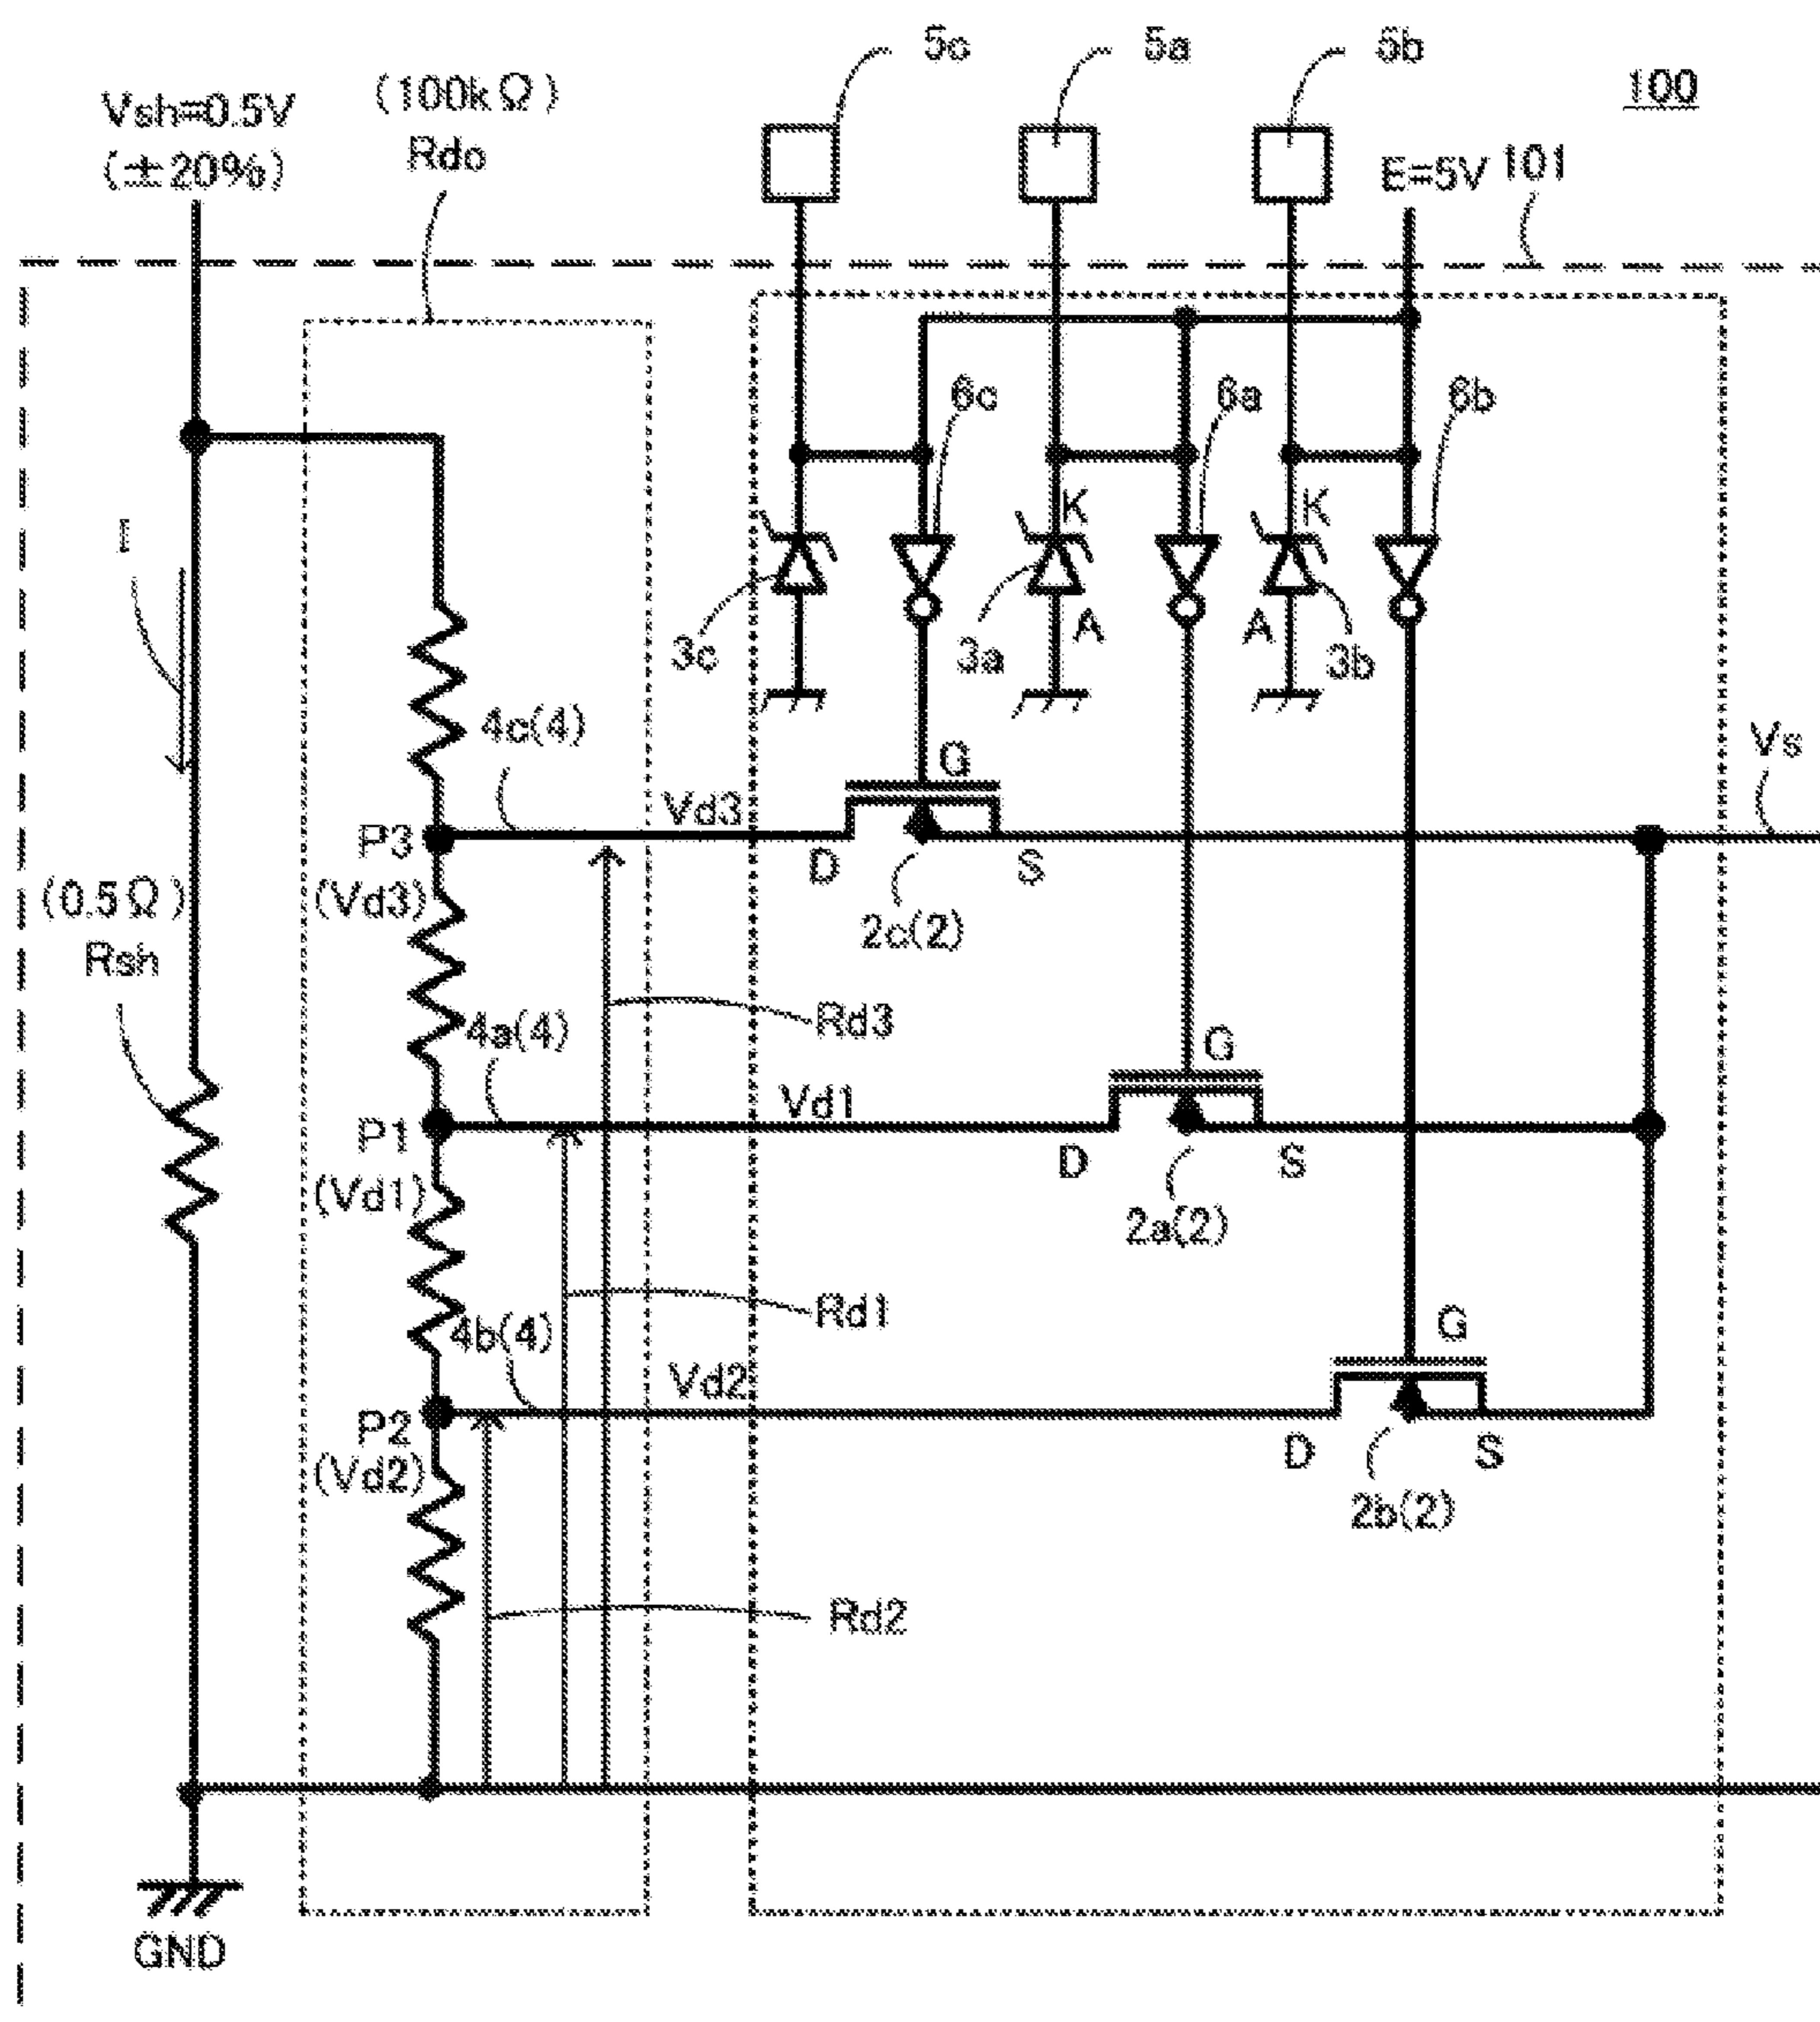 5c
5a
5b
100
(100kΩ)
Rdo
Vsh=0.5V
(±20%)
E=5V
101
6c
6a
6b
I
K
K
A
A
3c
3a
3b
4c(4)
G
Vs
P3
Vd3
D
S
(Vd3)
2c(2)
(0.5Ω)
Rsh
4a(4)
Rd3
G
P1
Vd1
D
S
(Vd1)
2a(2)
4b(4)
Rd1
G
P2
Vd2
D
S
(Vd2)
2b(2)
Rd2
GND